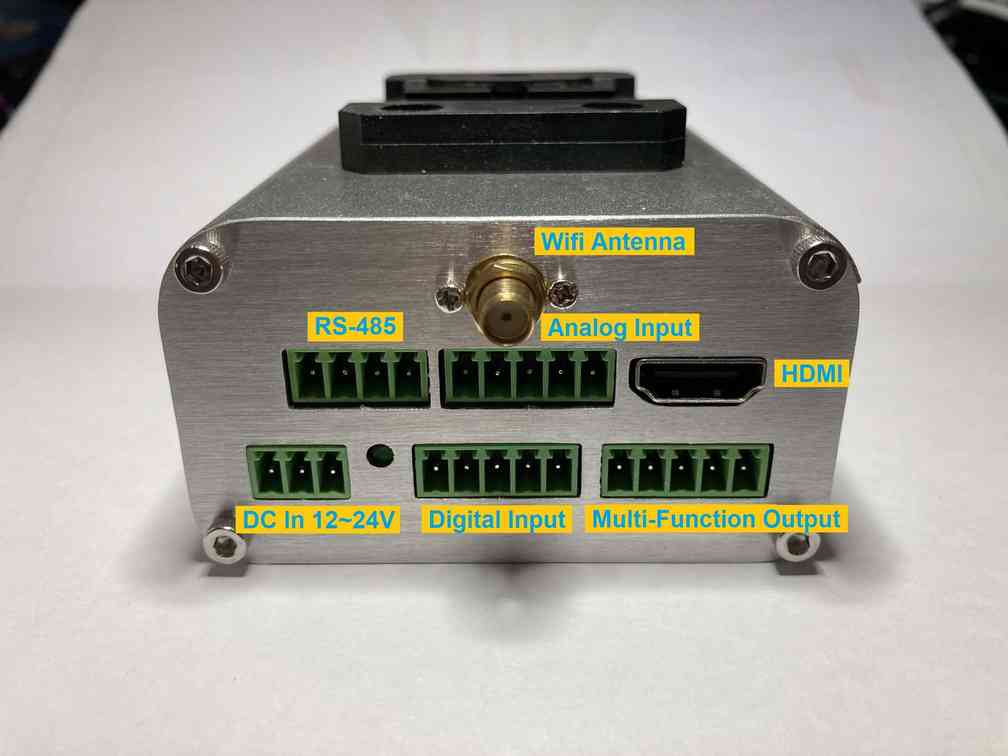 Wifi Antenna
RS-485
Analog Input
HDMI
DC In 12~24V
Digital Input
Multi-Function Output